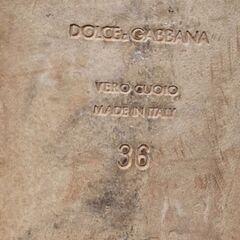 DOLCE & GABBANA
VERO CUOIO
MADE IN ITALY
36